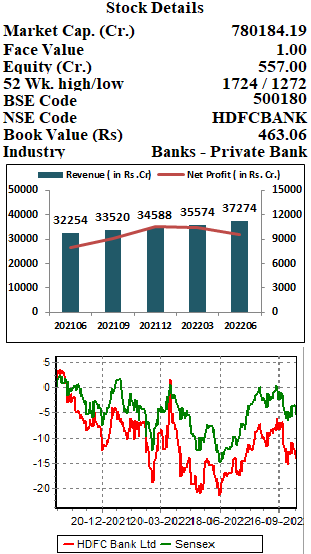 Stock Details
Market Cap. (Cr.) 780184.19
Face Value 1.00
Equity (Cr.) 557.00
52 Wk. high/low 1724 / 1272
BSE Code 500180
NSE Code HDFCBANK
Book Value (Rs) 463.06
Industry Banks - Private Bank
Revenue ( in Rs .Cr) Net Profit ( in Rs. Cr.)
50000 15000
40000 12000
30000 9000
20000 6000
10000 3000
0 0
32254 33520 34588 35574 37274
202106 202109 202112 202203 202206
5
0
-5
-10
-15
-20
20-12-2021 20-03-2022 18-06-2022 16-09-202
HDFC Bank Ltd Sensex